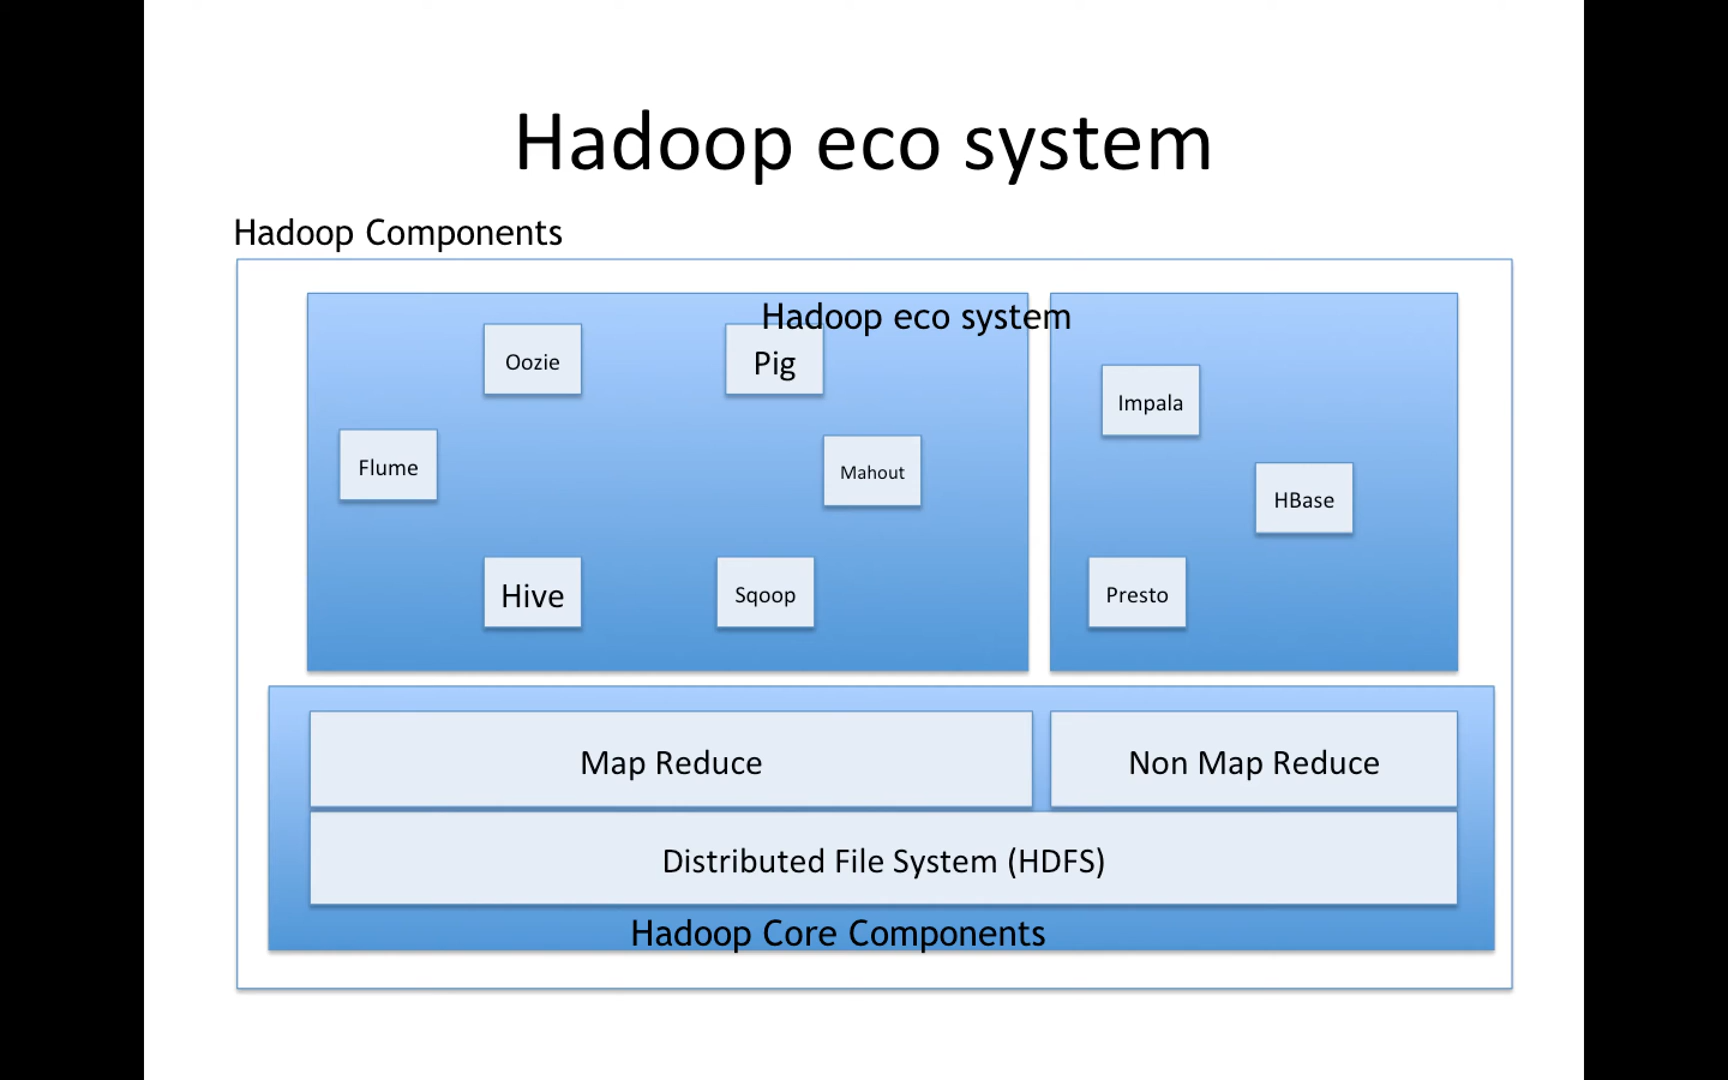 Hadoop eco system
Hadoop Components
Hadoop eco system
Oozie
Pig
Impala
Flume
Mahout
HBase
Hive
Sqoop
Presto
Map Reduce
Non Map Reduce
Distributed File System (HDFS)
Hadoop Core Components